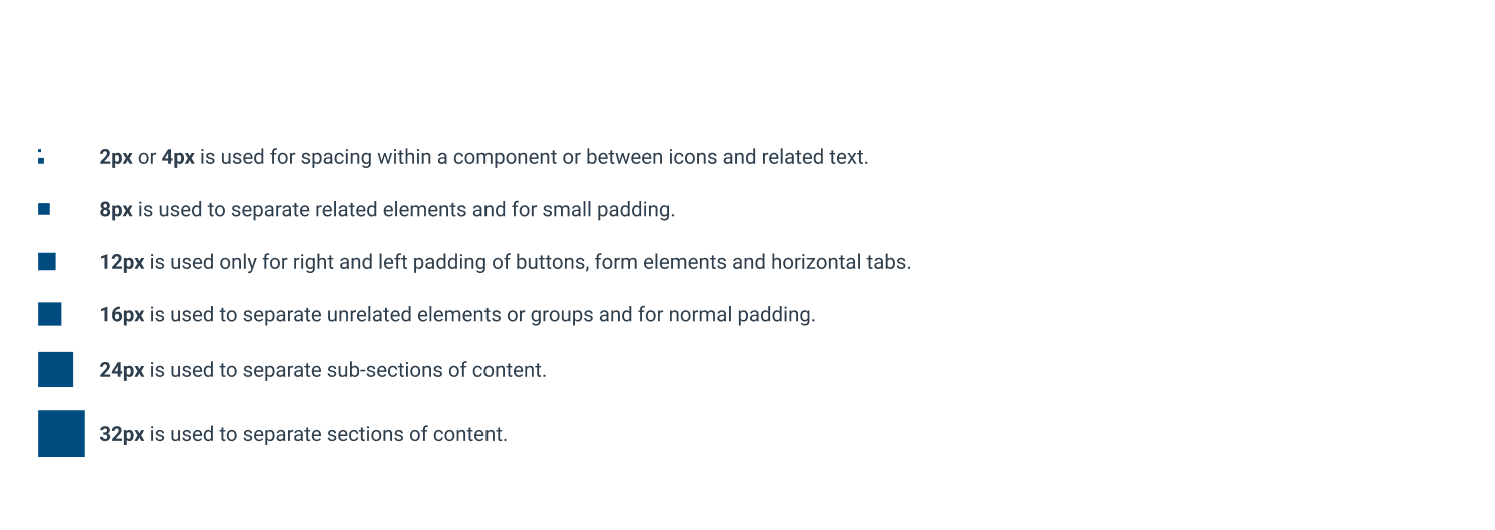 2px or 4px is used for spacing within a component or between icons and related text.
8px is used to separate related elements and for small padding.
12px is used only for right and left padding of buttons, form elements and horizontal tabs.
16px is used to separate unrelated elements or groups and for normal padding.
24px is used to separate sub-sections of content.
32px is used to separate sections of content.